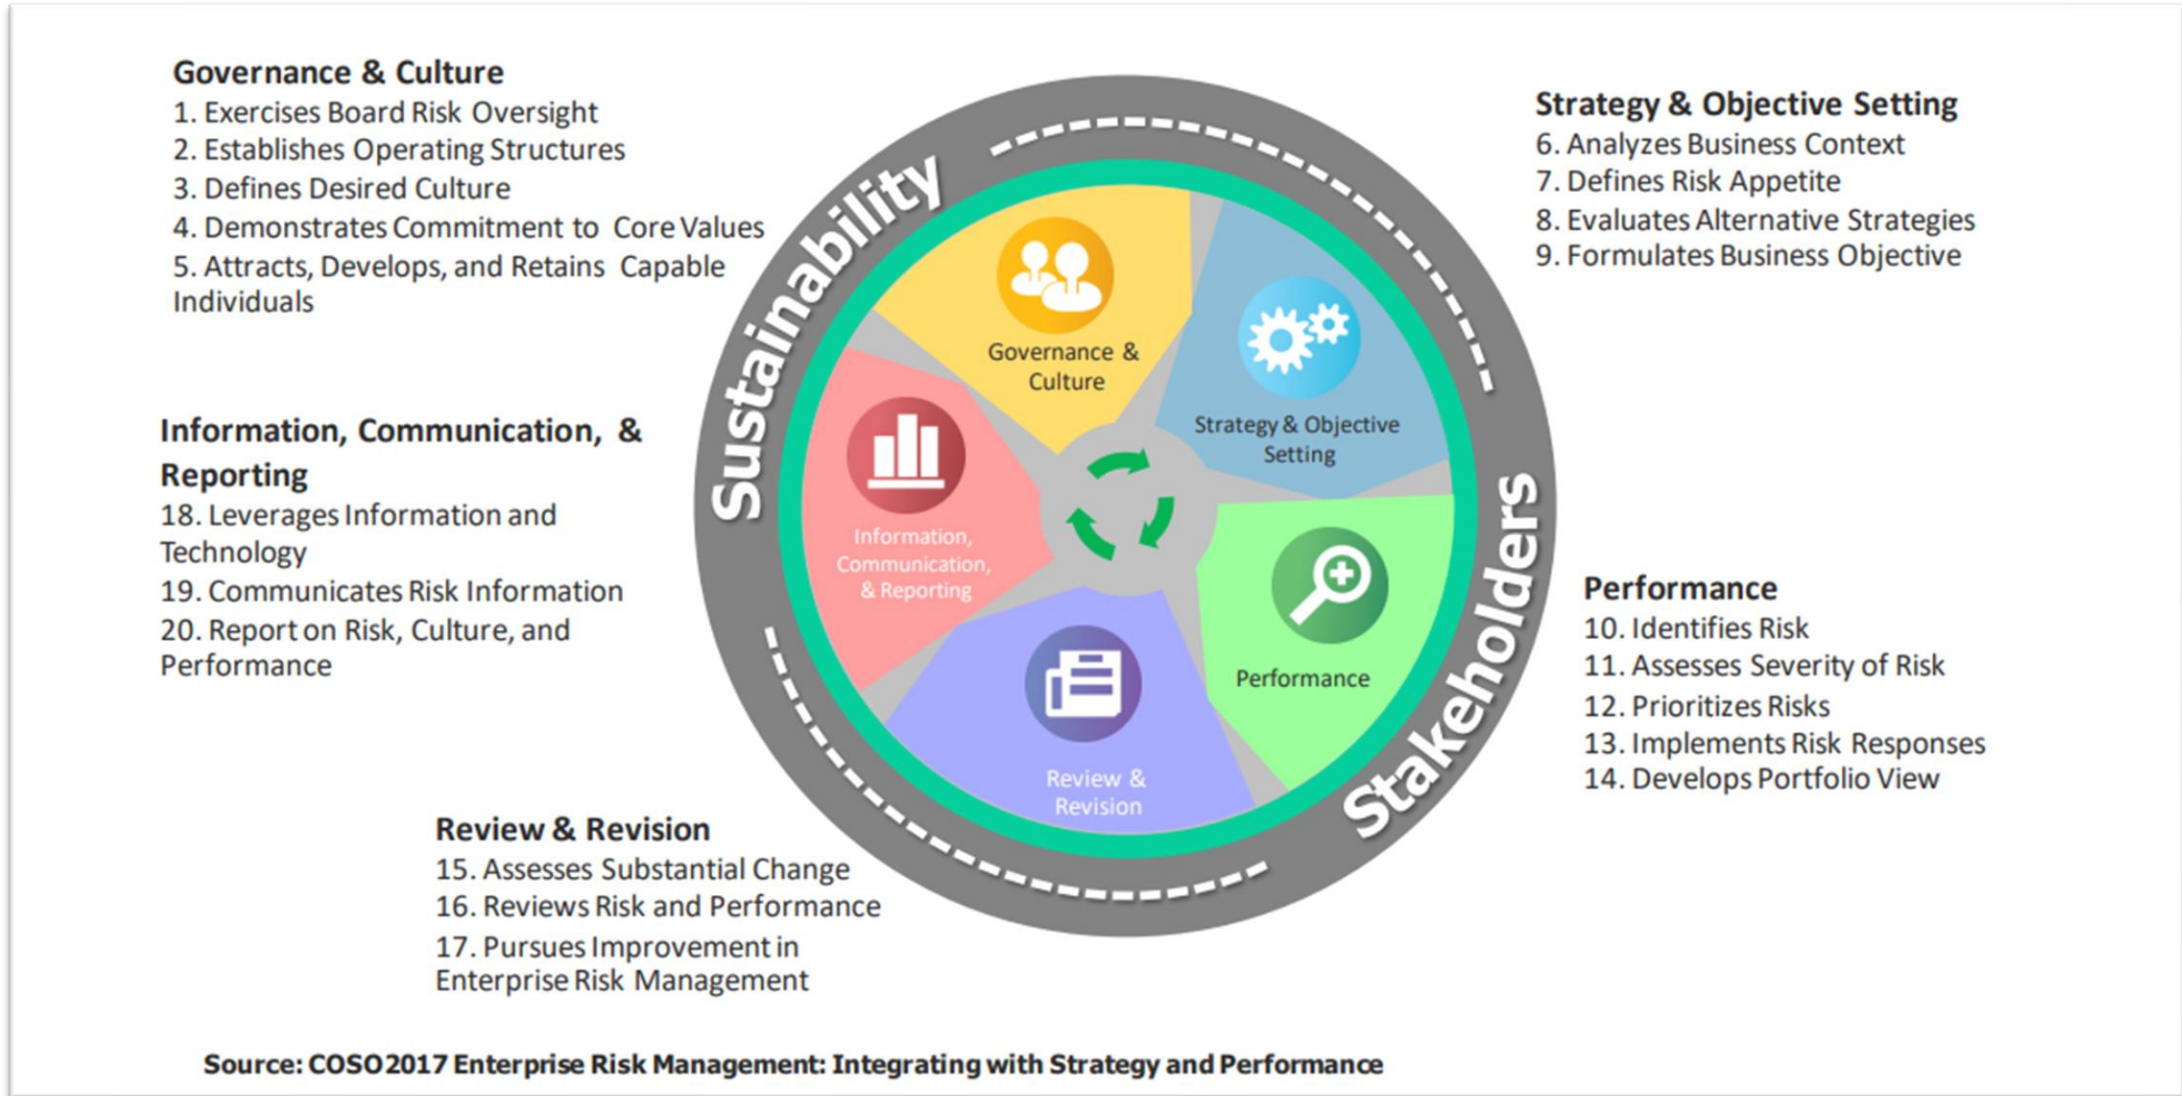 Governance & Culture
1. Exercises Board Risk Oversight
2. Establishes Operating Structures
3. Defines Desired Culture
4. Demonstrates Commitment to Core Values
5. Attracts, Develops, and Retains Capable
Individuals
Strategy & Objective Setting
6. Analyzes Business Context
7. Defines Risk Appetite
8. Evaluates Alternative Strategies
9. Formulates Business Objective
Sustainability
Stakeholders
Governance &
Culture
Strategy & Objective
Setting
Performance
Review &
Revision
Information,
Communication,
& Reporting
Performance
10. Identifies Risk
11. Assesses Severity of Risk
12. Prioritizes Risks
13. Implements Risk Responses
14. Develops Portfolio View
Review & Revision
15. Assesses Substantial Change
16. Reviews Risk and Performance
17. Pursues Improvement in
Enterprise Risk Management
Information, Communication, &
Reporting
18. Leverages Information and
Technology
19. Communicates Risk Information
20. Report on Risk, Culture, and
Performance
Source: COSO2017 Enterprise Risk Management: Integrating with Strategy and Performance